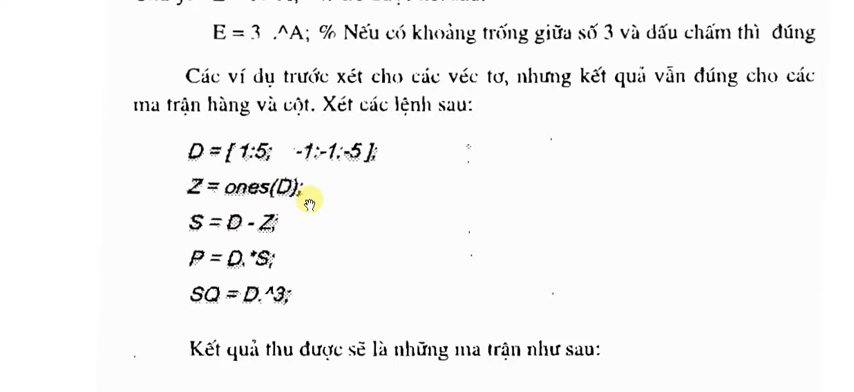 E = 3 .^A; % Nếu có khoảng trống giữa số 3 và dấu chấm thì đúng
Các ví dụ trước xét cho các véc tơ, nhưng kết quả vẫn đúng cho các
ma trận hàng và cột. Xét các lệnh sau:
D = [ 1:5; -1:-1:-5 ];
Z = ones(D);
S = D - Z;
P = D.*S;
SQ = D.^3;
Kết quả thu được sẽ là những ma trận như sau: